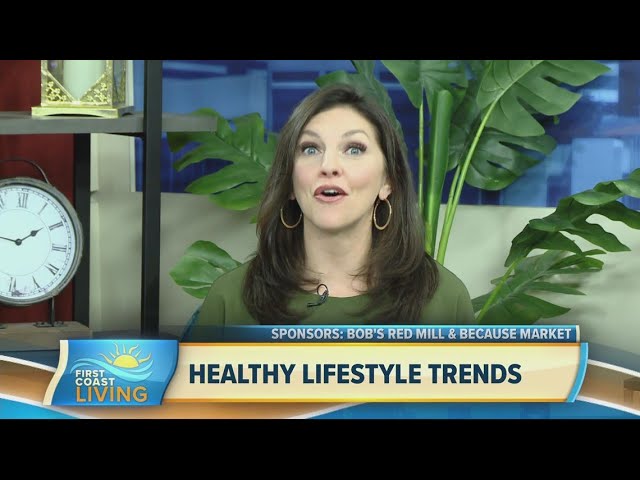 SPONSORS: BOB'S RED MILL & BECAUSE MARKET
FIRST
COAST
LIVING
HEALTHY LIFESTYLE TRENDS